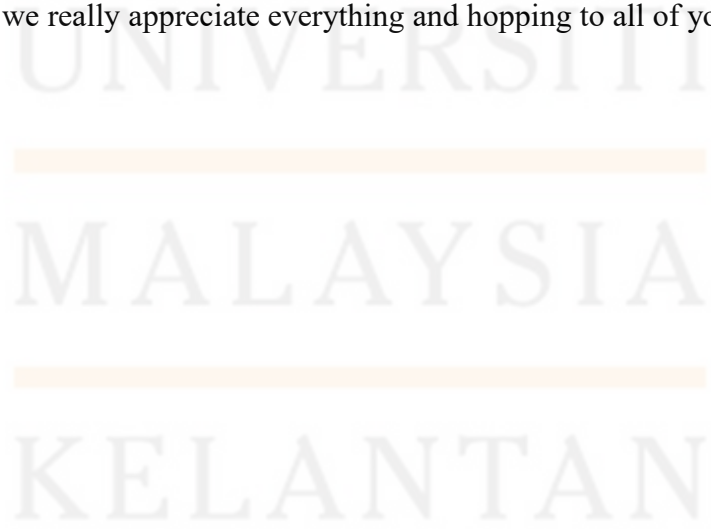 we really appreciate everything and hopping to all of yo
UNIVERSITI
MALAYSIA
KELANTAN